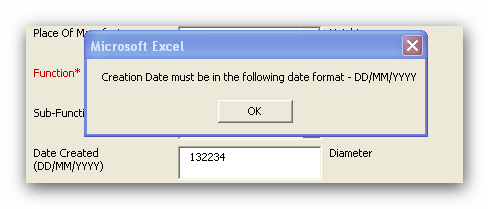 Place Of
Microsoft Excel
Creation Date must be in the following date format - DD/MM/YYYY
Function*
OK
Date Created
(DD/MM/YYYY)
132234
Diameter